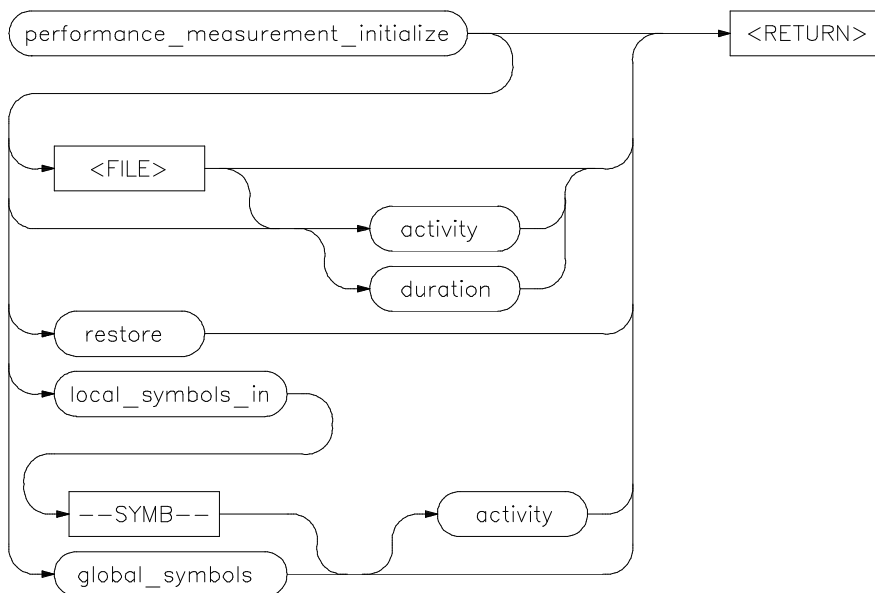 performance_measurement_initialize
<RETURN>
<FILE>
activity
duration
restore
local_symbols_in
--SYMB--
activity
global_symbols